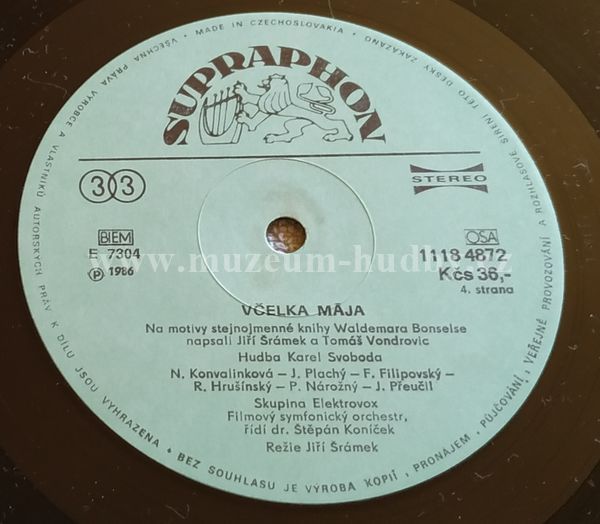 MADE IN CZECHOSLOVAKIA • VŠECHNA PRÁVA VÝROBCE A VLASTNÍKŮ AUTORSKÝCH PRÁV K DÍLU JSOU VYHRAZENA • BEZ SOUHLASU JE VÝROBA KOPIÍ, PRONÁJEM, PŮJČOVÁNÍ, VEŘEJNÉ PROVOZOVÁNÍ A ROZHLASOVÉ ŠÍŘENÍ TÉTO DESKY ZAKÁZÁNO •
SUPRAPHON
33
STEREO
BIEM
E 7304
Ⓟ 1986
OSA
1118 4872
Kčs 36,-
4. strana
www.muzeum-hudby.cz
VČELKA MÁJA
Na motivy stejnojmenné knihy Waldemara Bonselse
napsali Jiří Šrámek a Tomáš Vondrovic
Hudba Karel Svoboda
N. Konvalinková – J. Plachý – F. Filipovský –
R. Hrušínský – P. Nárožný – J. Přeučil
Skupina Elektrovox
Filmový symfonický orchestr,
řídí dr. Štěpán Koníček
Režie Jiří Šrámek